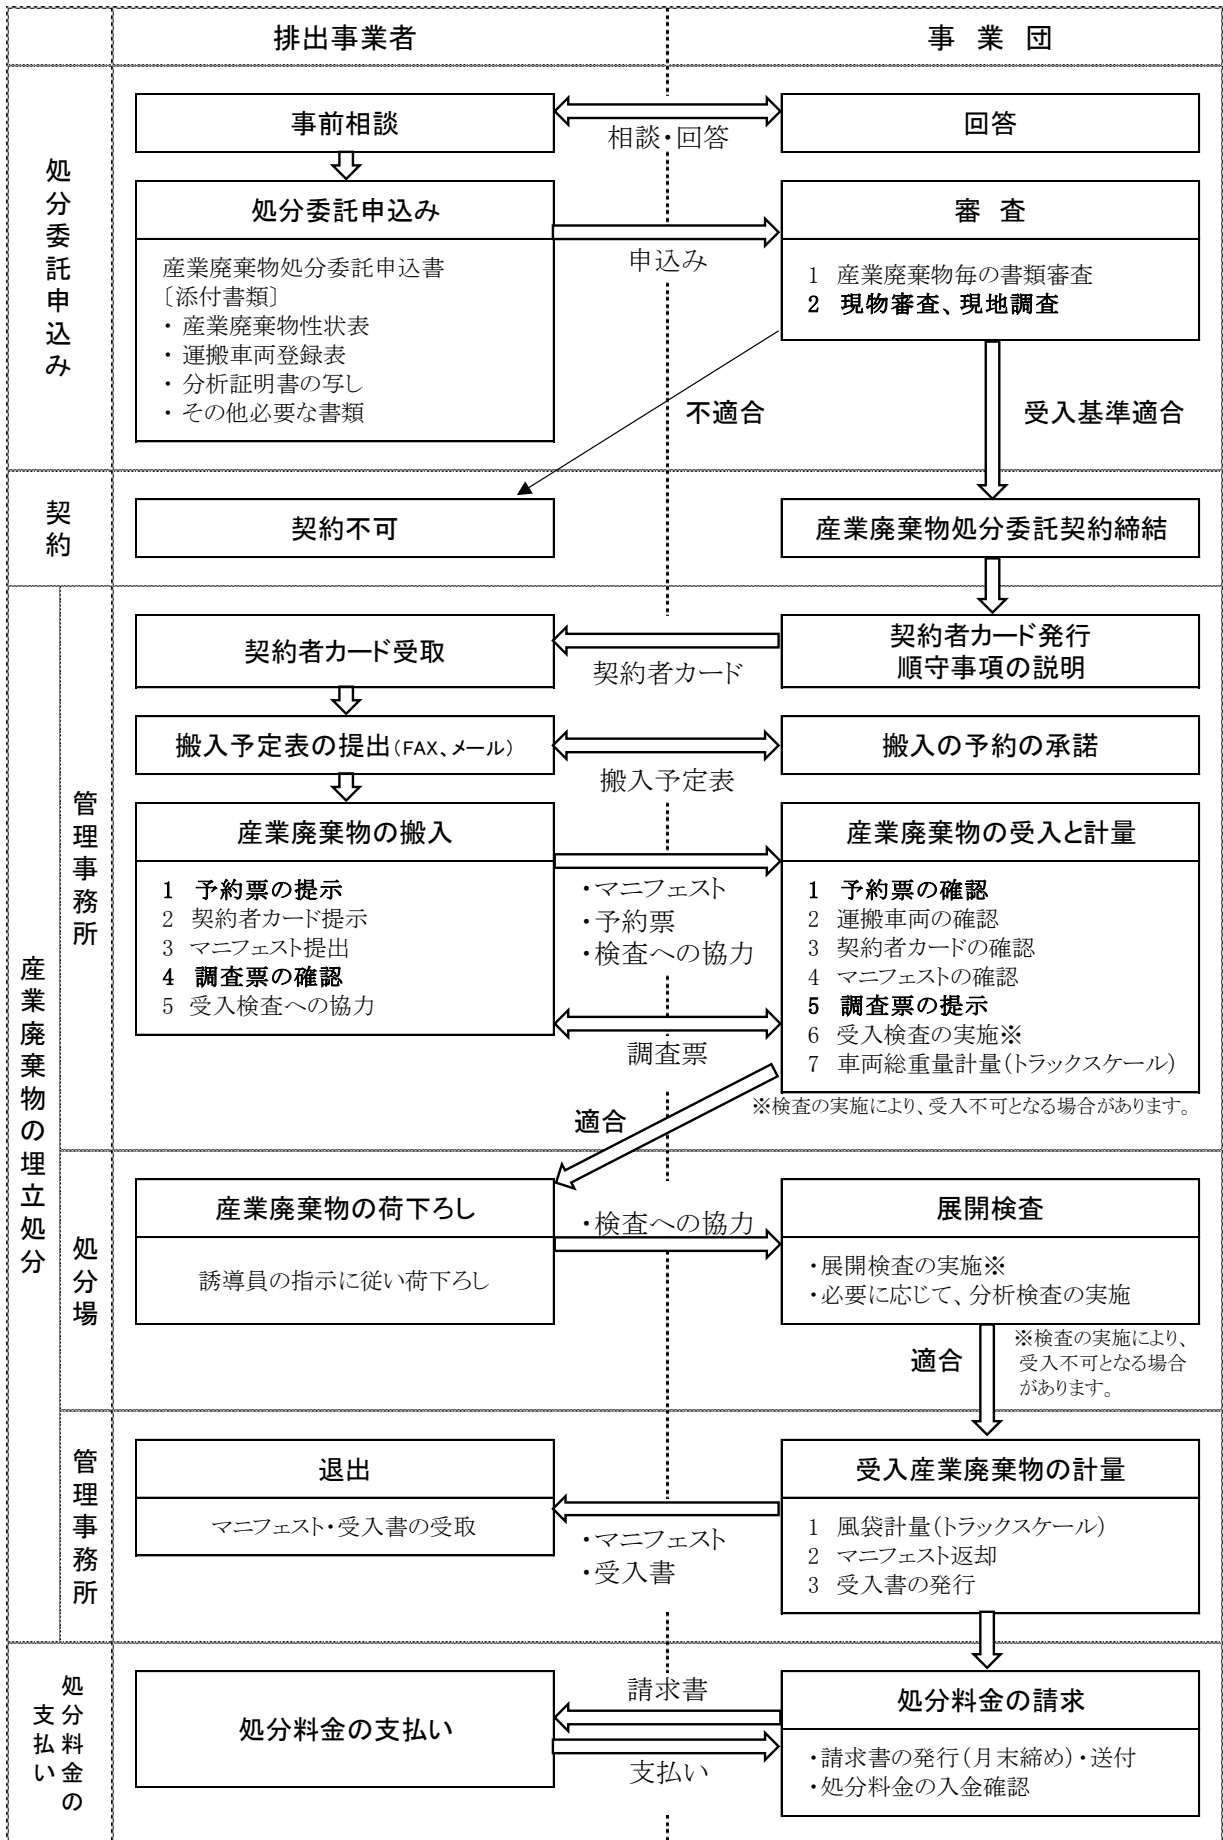 排出事業者
事業団
処分委託申込み
事前相談
相談・回答
回答
処分委託申込み
産業廃棄物処分委託申込書
〔添付書類〕
・ 産業廃棄物性状表
・ 運搬車両登録表
・ 分析証明書の写し
・ その他必要な書類
申込み
審 査
1 産業廃棄物毎の書類審査
2 現物審査、現地調査
不適合
受入基準適合
契約
契約不可
産業廃棄物処分委託契約締結
産業廃棄物の埋立処分
管理事務所
契約者カード受取
契約者カード
契約者カード発行
順守事項の説明
搬入予定表の提出(FAX、メール)
搬入予定表
搬入の予約の承諾
産業廃棄物の搬入
1 予約票の提示
2 契約者カード提示
3 マニフェスト提出
4 調査票の確認
5 受入検査への協力
・マニフェスト
・予約票
・検査への協力
調査票
産業廃棄物の受入と計量
1 予約票の確認
2 運搬車両の確認
3 契約者カードの確認
4 マニフェストの確認
5 調査票の提示
6 受入検査の実施※
7 車両総重量計量(トラックスケール)
※検査の実施により、受入不可となる場合があります。
適合
処分場
産業廃棄物の荷下ろし
誘導員の指示に従い荷下ろし
・検査への協力
展開検査
・展開検査の実施※
・必要に応じて、分析検査の実施
適合
※検査の実施により、
受入不可となる場合
があります。
管理事務所
退出
マニフェスト・受入書の受取
・マニフェスト
・受入書
受入産業廃棄物の計量
1 風袋計量(トラックスケール)
2 マニフェスト返却
3 受入書の発行
処分料金の
支払い
処分料金の支払い
請求書
支払い
処分料金の請求
・請求書の発行(月末締め)・送付
・処分料金の入金確認